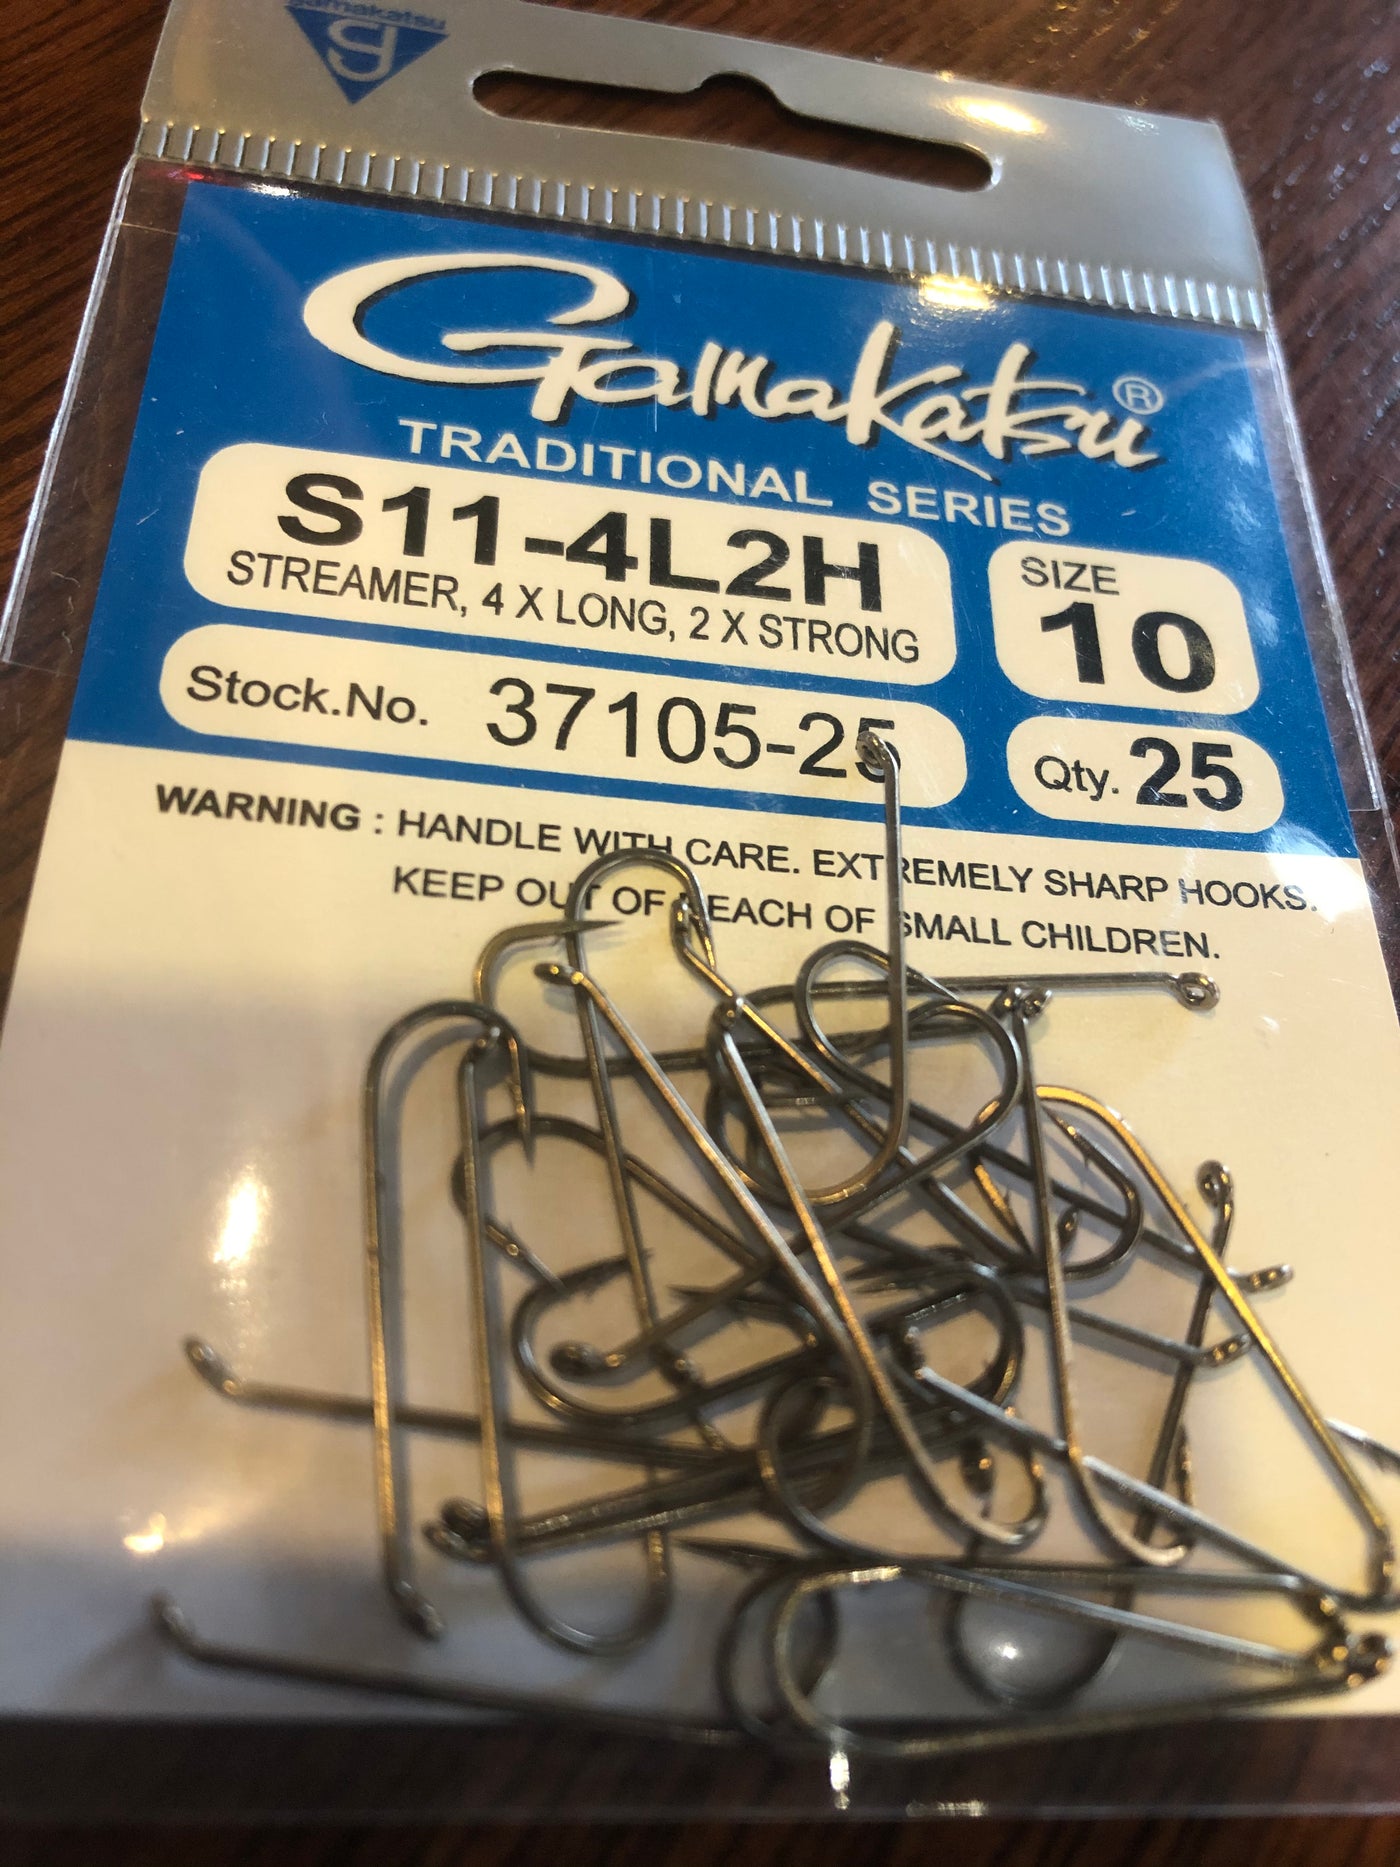 gamakatsu
g
Gamakatsu®
TRADITIONAL SERIES
S11-4L2H
STREAMER, 4 X LONG, 2 X STRONG
SIZE
10
Stock.No. 37105-25
Qty. 25
WARNING : HANDLE WITH CARE. EXTREMELY SHARP HOOKS.
KEEP OUT OF REACH OF SMALL CHILDREN.